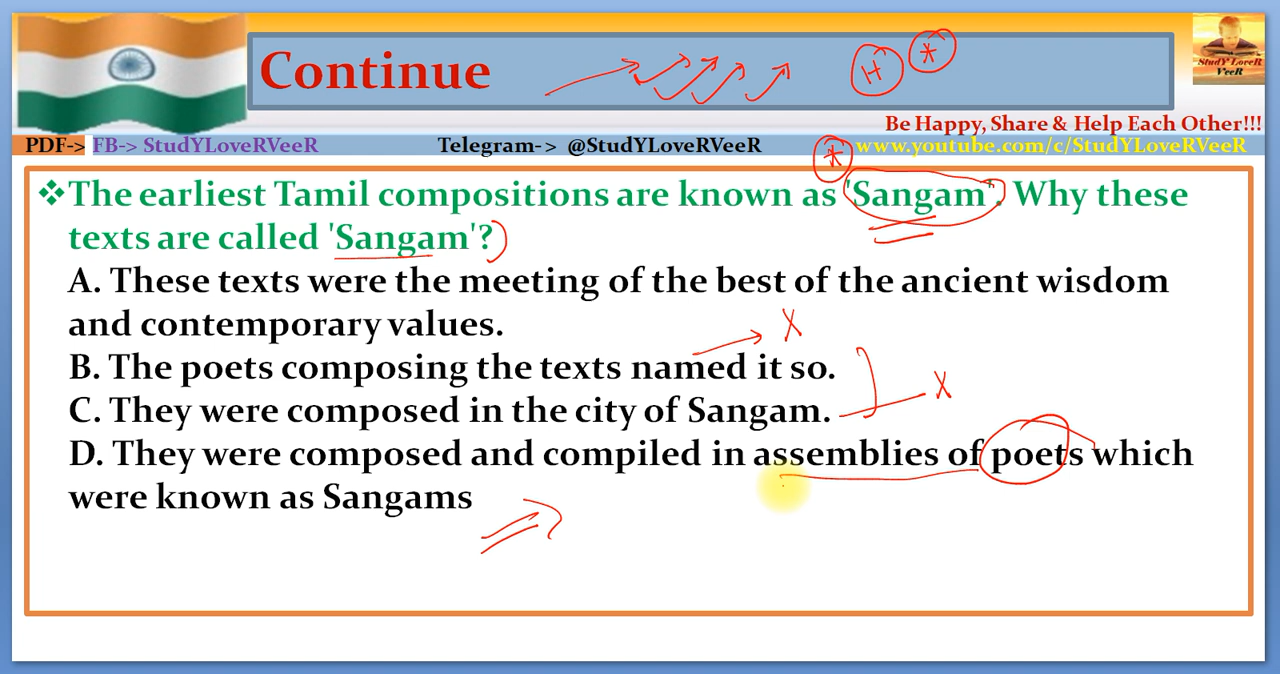 Continue
H *
StudY LoveR
VeeR
Be Happy, Share & Help Each Other!!!
PDF-> FB-> StudYLoveRVeeR Telegram-> @StudYLoveRVeeR www.youtube.com/c/StudYLoveRVeeR
*
❖The earliest Tamil compositions are known as 'Sangam'. Why these
texts are called 'Sangam'?
A. These texts were the meeting of the best of the ancient wisdom
and contemporary values.
X
B. The poets composing the texts named it so.
X
C. They were composed in the city of Sangam.
D. They were composed and compiled in assemblies of poets which
were known as Sangams